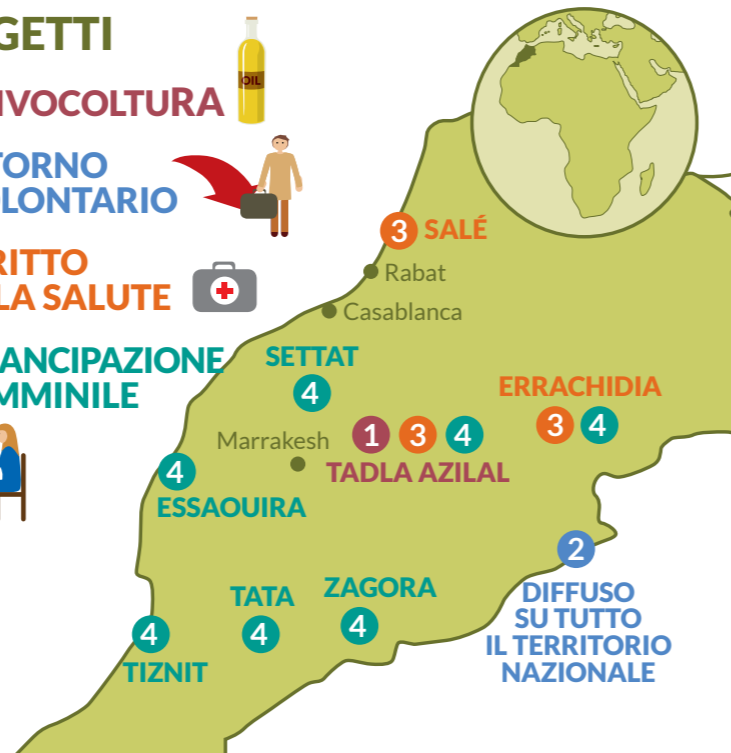 GETTI
IVOCOLTURA
OIL
TORNO
LONTARIO
RITTO
LA SALUTE
ANCIPAZIONE
MMINILE
3 SALÉ
Rabat
Casablanca
SETTAT
4
ERRACHIDIA
3 4
Marrakesh
1 3 4
TADLA AZILAL
4
ESSAOUIRA
2
DIFFUSO
SU TUTTO
IL TERRITORIO
NAZIONALE
TATA
4
ZAGORA
4
4
TIZNIT